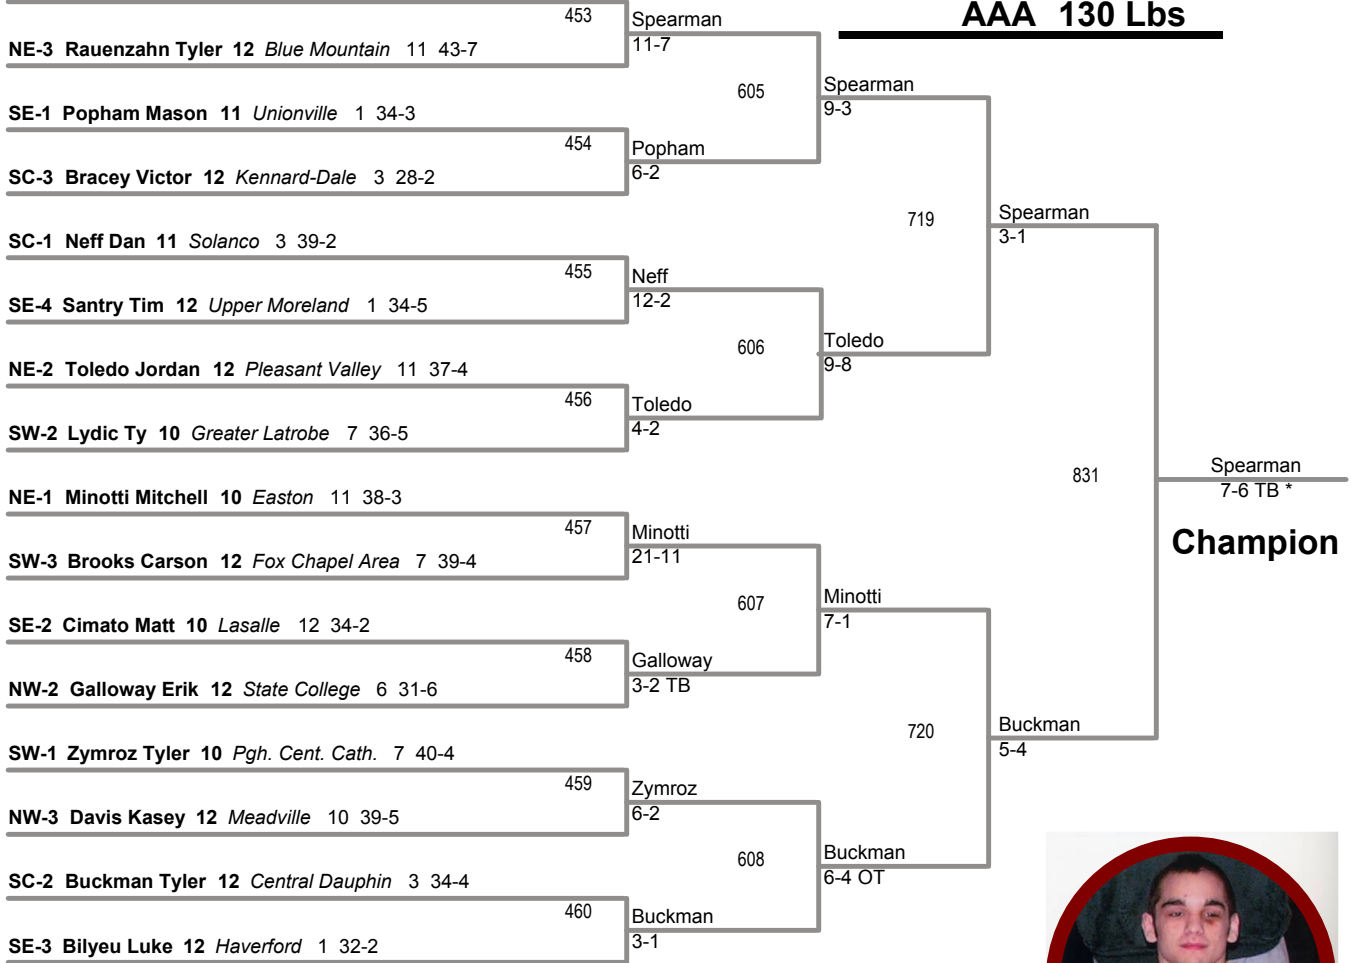 AAA 130 Lbs
453
Spearman
11-7
NE-3 Rauenzahn Tyler 12 Blue Mountain 11 43-7
605
Spearman
9-3
SE-1 Popham Mason 11 Unionville 1 34-3
454
Popham
6-2
SC-3 Bracey Victor 12 Kennard-Dale 3 28-2
719
Spearman
3-1
SC-1 Neff Dan 11 Solanco 3 39-2
455
Neff
12-2
SE-4 Santry Tim 12 Upper Moreland 1 34-5
606
Toledo
9-8
NE-2 Toledo Jordan 12 Pleasant Valley 11 37-4
456
Toledo
4-2
SW-2 Lydic Ty 10 Greater Latrobe 7 36-5
831
Spearman
7-6 TB *
Champion
NE-1 Minotti Mitchell 10 Easton 11 38-3
457
Minotti
21-11
SW-3 Brooks Carson 12 Fox Chapel Area 7 39-4
607
Minotti
7-1
SE-2 Cimato Matt 10 Lasalle 12 34-2
458
Galloway
3-2 TB
NW-2 Galloway Erik 12 State College 6 31-6
720
Buckman
5-4
SW-1 Zymroz Tyler 10 Pgh. Cent. Cath. 7 40-4
459
Zymroz
6-2
NW-3 Davis Kasey 12 Meadville 10 39-5
608
Buckman
6-4 OT
SC-2 Buckman Tyler 12 Central Dauphin 3 34-4
460
Buckman
3-1
SE-3 Bilyeu Luke 12 Haverford 1 32-2